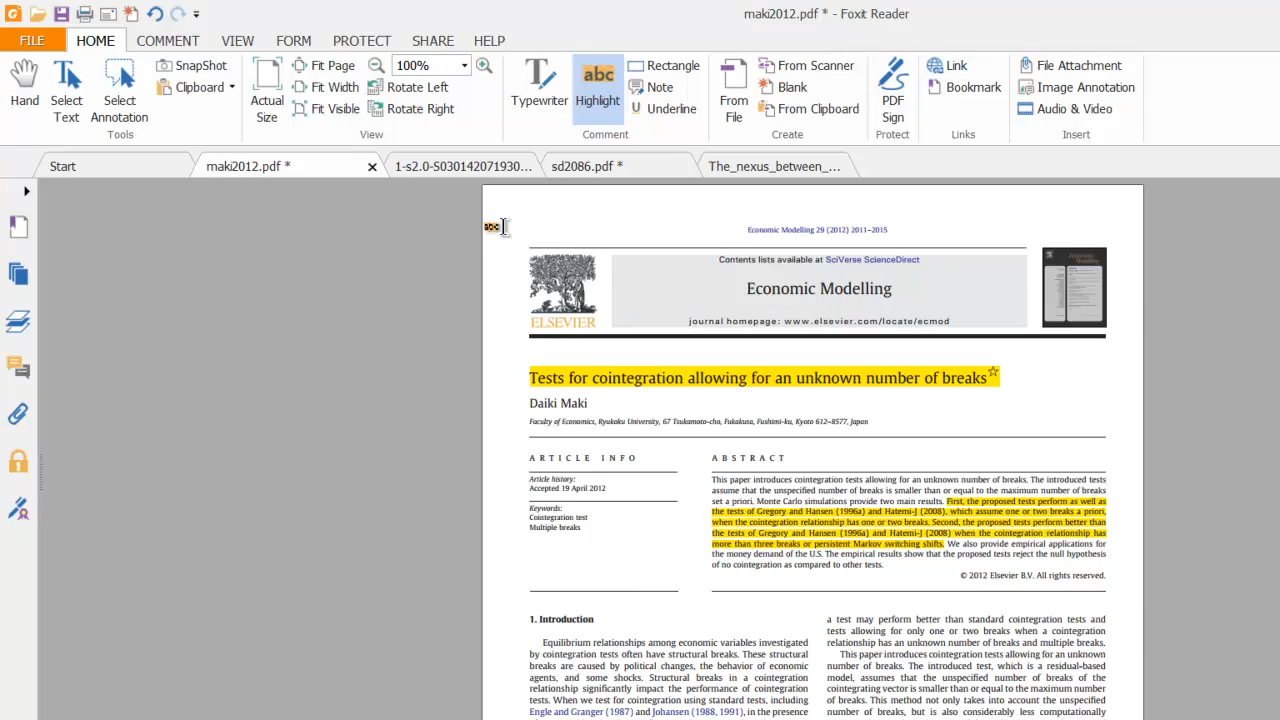 maki2012.pdf * - Foxit Reader
FILE HOME COMMENT VIEW FORM PROTECT SHARE HELP
Hand
Select Text
Select Annotation
SnapShot
Clipboard
Tools
Actual Size
Fit Page
Fit Width
Fit Visible
100%
Rotate Left
Rotate Right
View
Typewriter
abc
Highlight
Rectangle
Note
Underline
Comment
From File
From Scanner
Blank
From Clipboard
Create
PDF Sign
Protect
Link
Bookmark
Links
File Attachment
Image Annotation
Audio & Video
Insert
Start
maki2012.pdf *
1-s2.0-S030142071930...
sd2086.pdf *
The_nexus_between_...
abc
Economic Modelling 29 (2012) 2011–2015
Contents lists available at SciVerse ScienceDirect
Economic Modelling
journal homepage: www.elsevier.com/locate/ecmod
ELSEVIER
Tests for cointegration allowing for an unknown number of breaks☆
Daiki Maki
Faculty of Economics, Ryukoku University, 67 Tsukamoto-cho, Fukakusa, Fushimi-ku, Kyoto 612–8577, Japan
ARTICLE INFO
Article history:
Accepted 19 April 2012
Keywords:
Cointegration test
Multiple breaks
ABSTRACT
This paper introduces cointegration tests allowing for an unknown number of breaks. The introduced tests
assume that the unspecified number of breaks is smaller than or equal to the maximum number of breaks
set a priori. Monte Carlo simulations provide two main results. First, the proposed tests perform as well as
the tests of Gregory and Hansen (1996a) and Hatemi-J (2008), which assume one or two breaks a priori,
when the cointegration relationship has one or two breaks. Second, the proposed tests perform better than
the tests of Gregory and Hansen (1996a) and Hatemi-J (2008) when the cointegration relationship has
more than three breaks or persistent Markov switching shifts. We also provide empirical applications for
the money demand of the U.S. The empirical results show that the proposed tests reject the null hypothesis
of no cointegration as compared to other tests.
© 2012 Elsevier B.V. All rights reserved.
1. Introduction
Equilibrium relationships among economic variables investigated
by cointegration tests often have structural breaks. These structural
breaks are caused by political changes, the behavior of economic
agents, and some shocks. Structural breaks in a cointegration
relationship significantly impact the performance of cointegration
tests. When we test for cointegration using standard tests, including
Engle and Granger (1987) and Johansen (1988, 1991), in the presence
a test may perform better than standard cointegration tests and
tests allowing for only one or two breaks when a cointegration
relationship has an unknown number of breaks and multiple breaks.
This paper introduces cointegration tests allowing for an unknown
number of breaks. The introduced test, which is a residual-based
model, assumes that the unspecified number of breaks of the
cointegrating vector is smaller than or equal to the maximum number
of breaks. This method not only takes into account the unspecified
number of breaks, but is also considerably less computationally